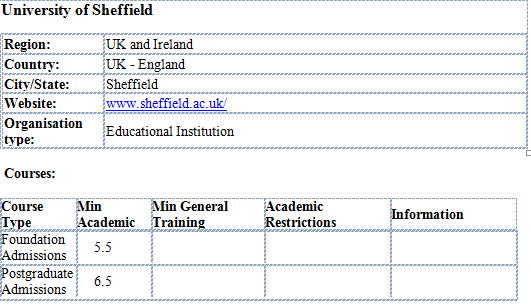 University of Sheffield
Region: UK and Ireland
Country: UK - England
City/State: Sheffield
Website: www.sheffield.ac.uk/
Organisation
type: Educational Institution
Courses:
Course Min Min General Academic Information
Type Academic Training Restrictions
Foundation
Admissions 5.5
Postgraduate
Admissions 6.5